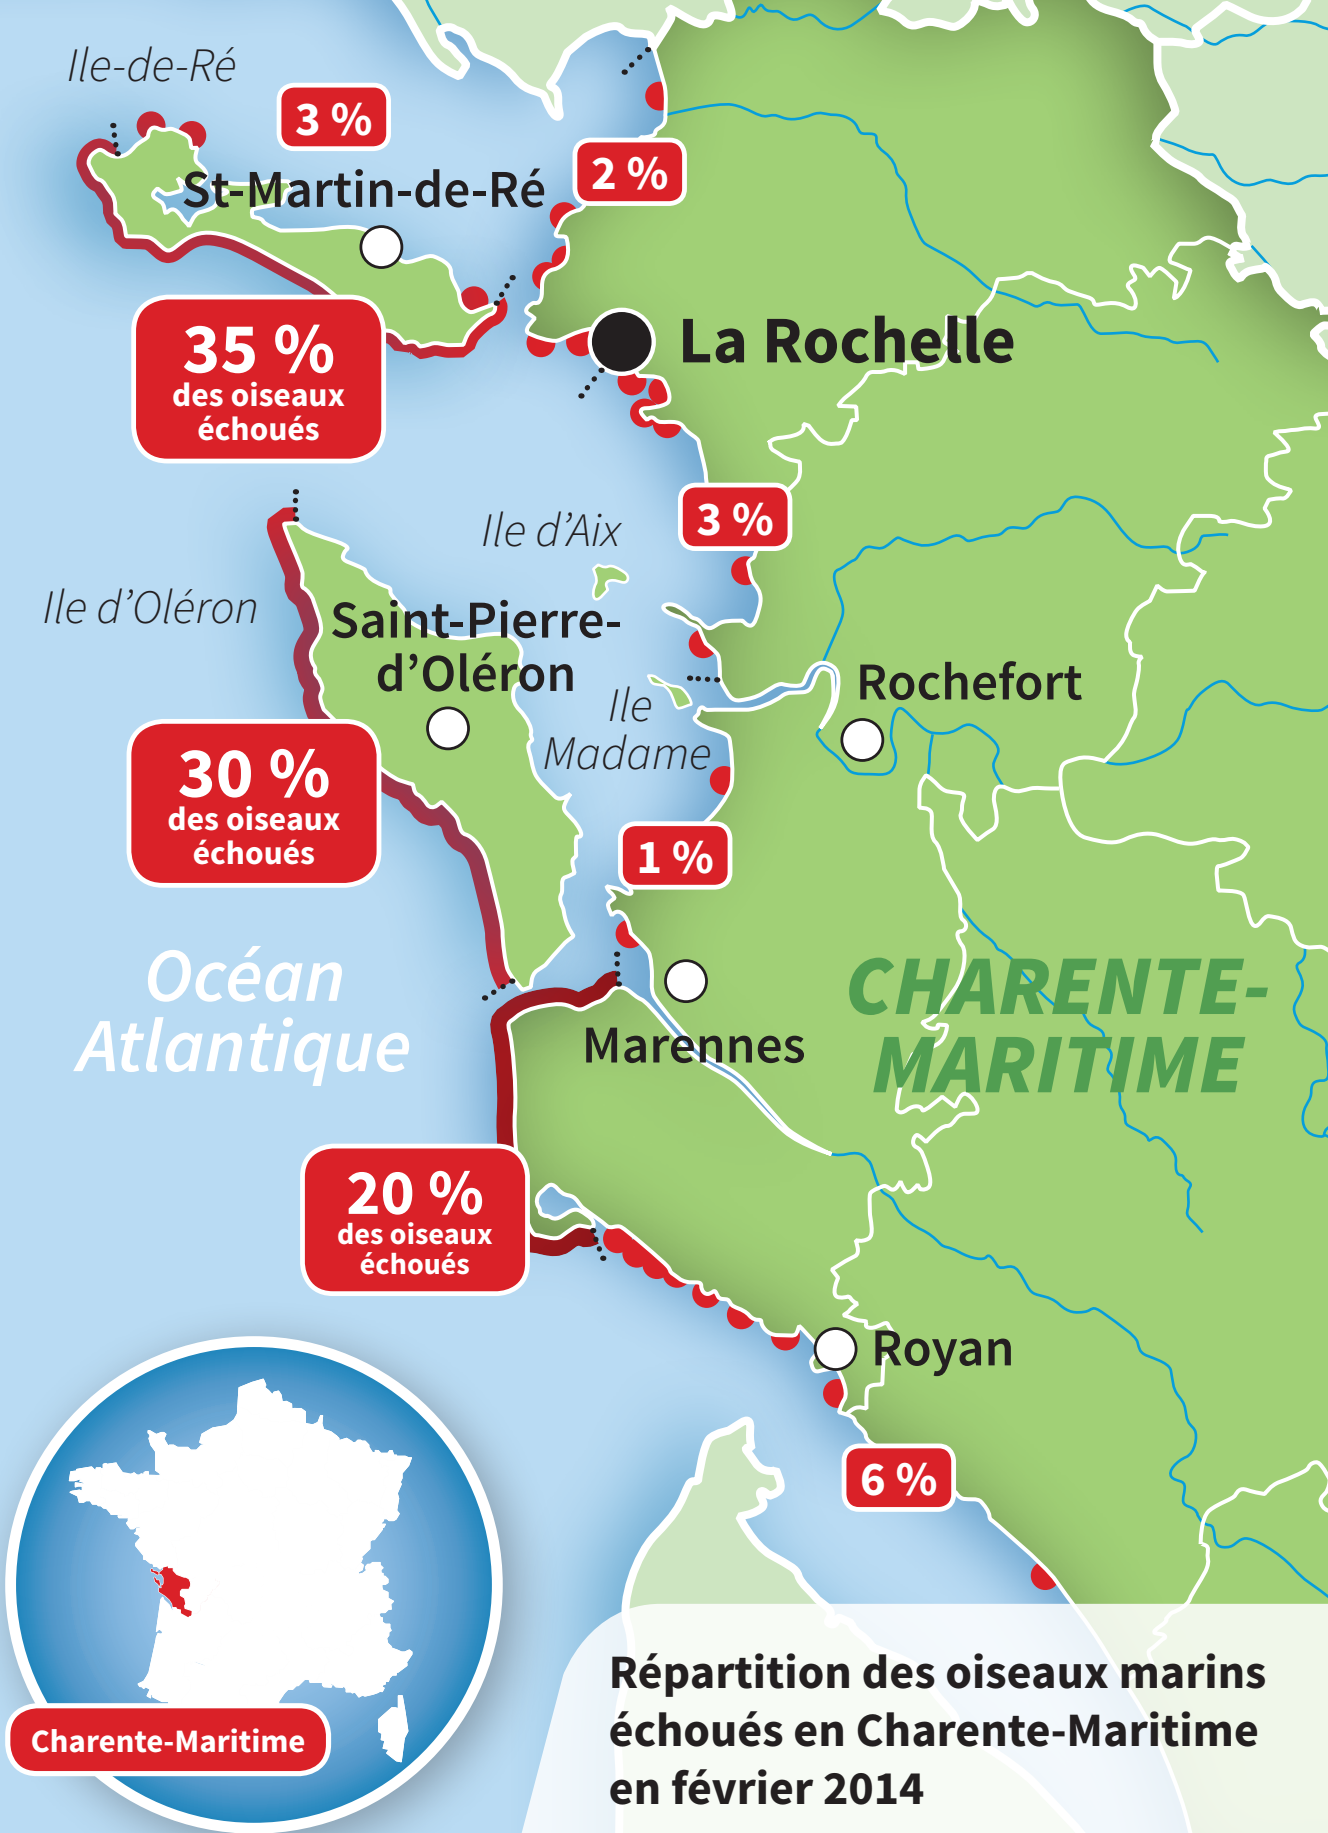 Ile-de-Ré
3 %
St-Martin-de-Ré
2 %
35 %
des oiseaux
échoués
La Rochelle
3 %
Ile d’Aix
Ile d’Oléron
Saint-Pierre-
d’Oléron
Ile
Madame
Rochefort
30 %
des oiseaux
échoués
1 %
Océan
Atlantique
Marennes
CHARENTE-
MARITIME
20 %
des oiseaux
échoués
Royan
6 %
Charente-Maritime
Répartition des oiseaux marins
échoués en Charente-Maritime
en février 2014